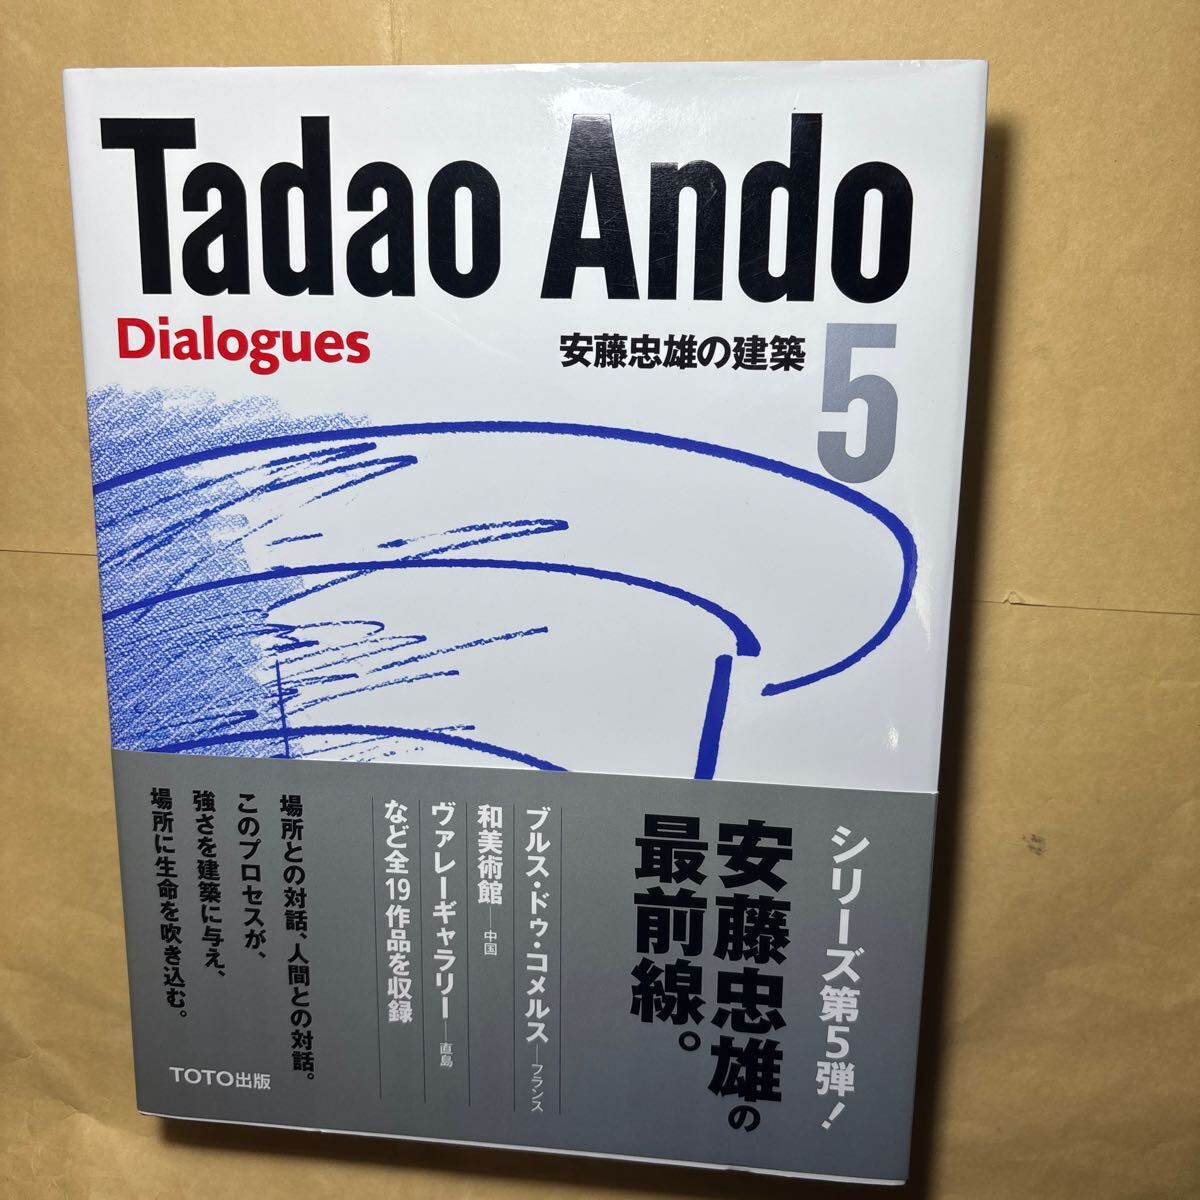 Tadao Ando
Dialogues
安藤忠雄の建築
5
シリーズ第5弾!
安藤忠雄の
最前線。
ブルス・ドゥ・コメルス─フランス
和美術館─中国
ヴァレーギャラリー─直島
など全19作品を収録
場所との対話、人間との対話。
このプロセスが、
強さを建築に与え、
場所に生命を吹き込む。
TOTO出版